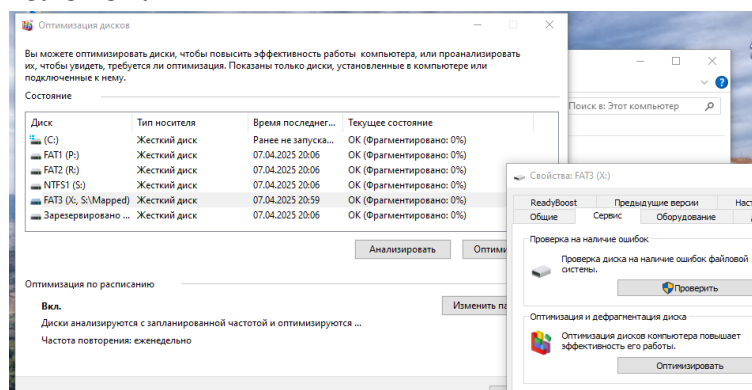 Оптимизация дисков
Вы можете оптимизировать диски, чтобы повысить эффективность работы компьютера, или проанализировать
их, чтобы увидеть, требуется ли оптимизация. Показаны только диски, установленные в компьютере или
подключенные к нему.
Состояние
Диск Тип носителя Время последнег... Текущее состояние
(C:) Жесткий диск Ранее не запуска... ОК (Фрагментировано: 0%)
FAT1 (P:) Жесткий диск 07.04.2025 20:06 ОК (Фрагментировано: 0%)
FAT2 (R:) Жесткий диск 07.04.2025 20:06 ОК (Фрагментировано: 0%)
NTFS1 (S:) Жесткий диск 07.04.2025 20:06 ОК (Фрагментировано: 0%)
FAT3 (X:, S:\Mapped) Жесткий диск 07.04.2025 20:59 ОК (Фрагментировано: 0%)
Зарезервировано ... Жесткий диск 07.04.2025 20:06 ОК (Фрагментировано: 0%)
Анализировать
Оптимизация по расписанию
Вкл.
Изменить
Диски анализируются с запланированной частотой и оптимизируются ...
Частота повторения: еженедельно
Поиск в: Этот компьютер
Свойства: FAT3 (X:)
ReadyBoost Предыдущие версии
Общие Сервис Оборудование
Проверка на наличие ошибок
Проверка диска на наличие ошибок файловой
системы.
Проверить
Оптимизация и дефрагментация диска
Оптимизация дисков компьютера повышает
эффективность его работы.
Оптимизировать